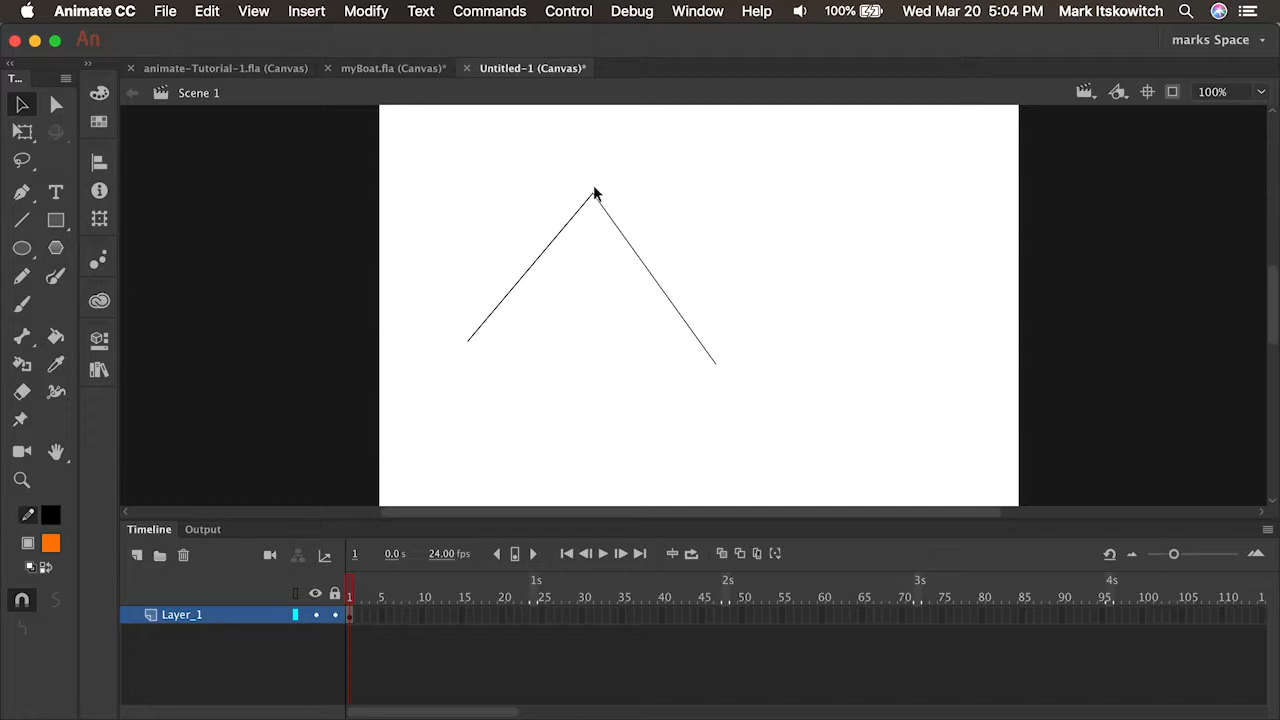 Animate CC File Edit View Insert Modify Text Commands Control Debug Window Help 100% Wed Mar 20 5:04 PM Mark Itskowitch
An marks Space
T... animate-Tutorial-1.fla (Canvas) myBoat.fla (Canvas)* Untitled-1 (Canvas)*
Scene 1 100%
T
Timeline Output
1 0.0 s 24.00 fps
1s 2s 3s 4s
1 5 10 15 20 25 30 35 40 45 50 55 60 65 70 75 80 85 90 95 100 105 110 1
Layer_1